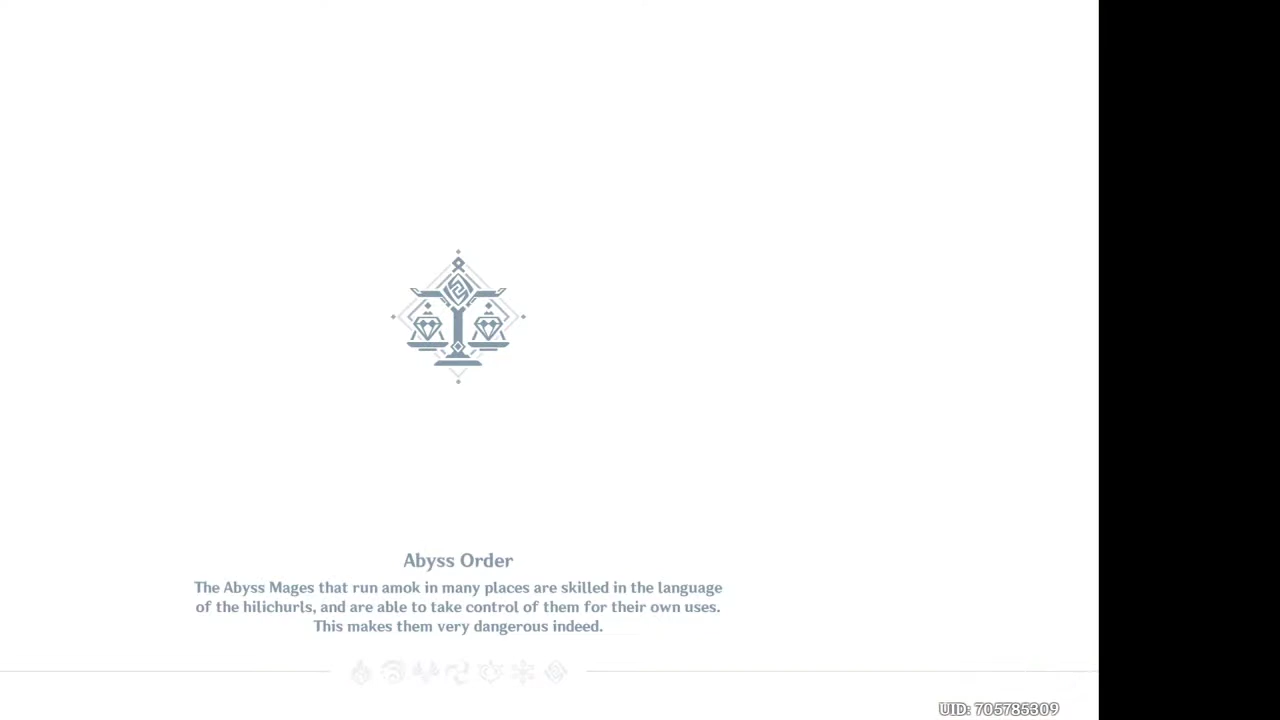 Abyss Order
The Abyss Mages that run amok in many places are skilled in the language
of the hilichurls, and are able to take control of them for their own uses.
This makes them very dangerous indeed.
UID: 705785309